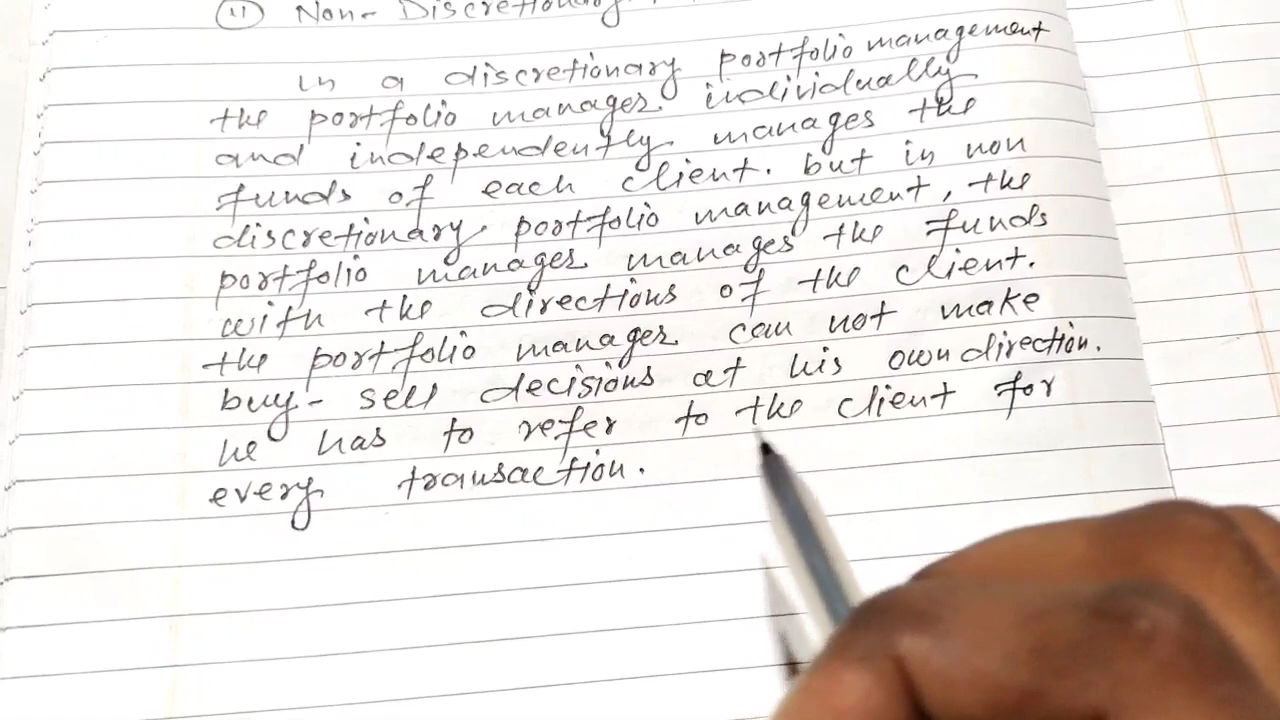 (ii) Non-Discretionary
In a discretionary portfolio management
the portfolio manager individually
and independently manages the
funds of each client. but in non
discretionary portfolio management, the
portfolio manager manages the funds
with the directions of the client.
the portfolio manager can not make
buy-sell decisions at his own direction.
he has to refer to the client for
every transaction.